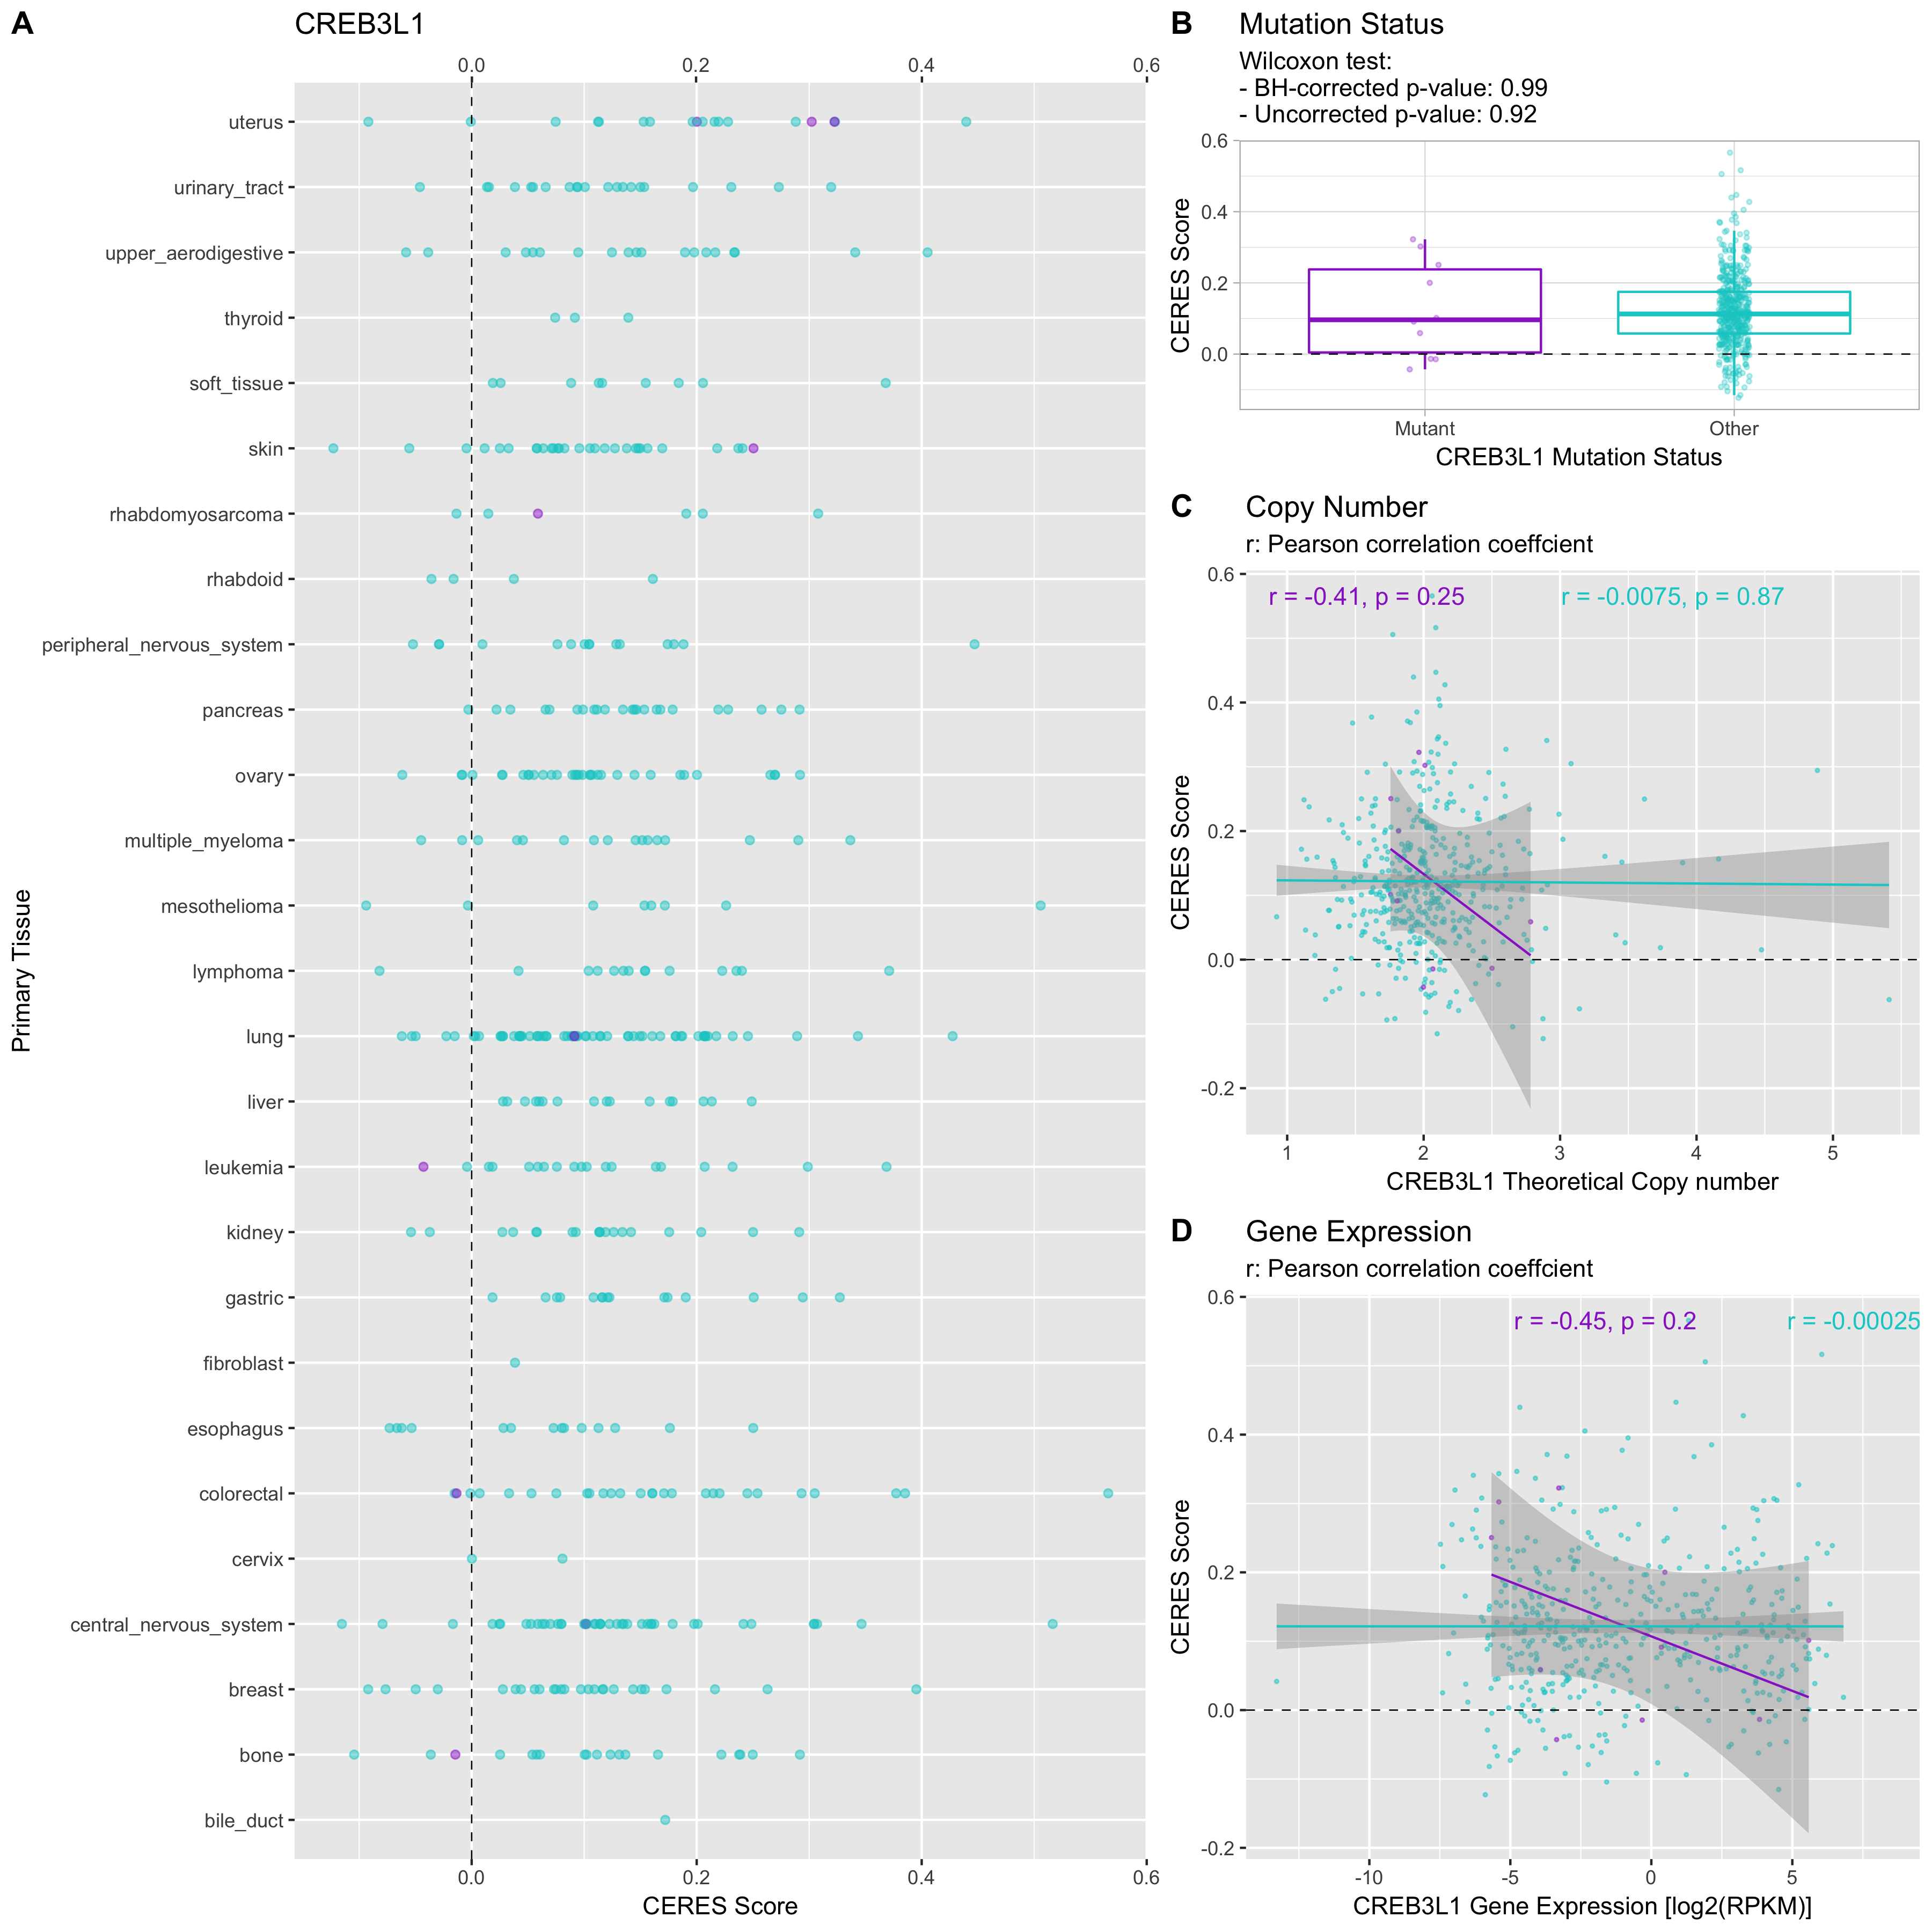 A
CREB3L1
0.0 0.2 0.4 0.6
uterus
urinary_tract
upper_aerodigestive
thyroid
soft_tissue
skin
rhabdomyosarcoma
rhabdoid
peripheral_nervous_system
pancreas
ovary
multiple_myeloma
mesothelioma
lymphoma
lung
liver
leukemia
kidney
gastric
fibroblast
esophagus
colorectal
cervix
central_nervous_system
breast
bone
bile_duct
Primary Tissue
0.0 0.2 0.4 0.6
CERES Score
B
Mutation Status
Wilcoxon test:
- BH-corrected p-value: 0.99
- Uncorrected p-value: 0.92
0.6
0.4
0.2
0.0
CERES Score
Mutant Other
CREB3L1 Mutation Status
C
Copy Number
r: Pearson correlation coeffcient
r = -0.41, p = 0.25 r = -0.0075, p = 0.87
0.6
0.4
0.2
0.0
-0.2
CERES Score
1 2 3 4 5
CREB3L1 Theoretical Copy number
D
Gene Expression
r: Pearson correlation coeffcient
r = -0.45, p = 0.2 r = -0.00025
0.6
0.4
0.2
0.0
-0.2
CERES Score
-10 -5 0 5
CREB3L1 Gene Expression [log2(RPKM)]